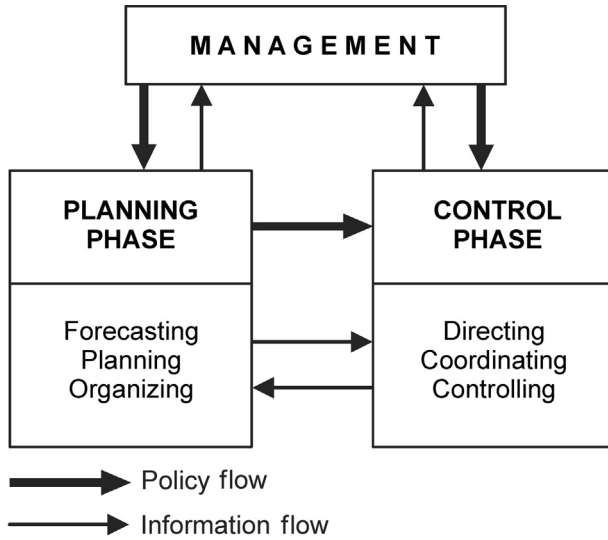 MANAGEMENT
PLANNING
PHASE
CONTROL
PHASE
Forecasting
Planning
Organizing
Directing
Coordinating
Controlling
Policy flow
Information flow